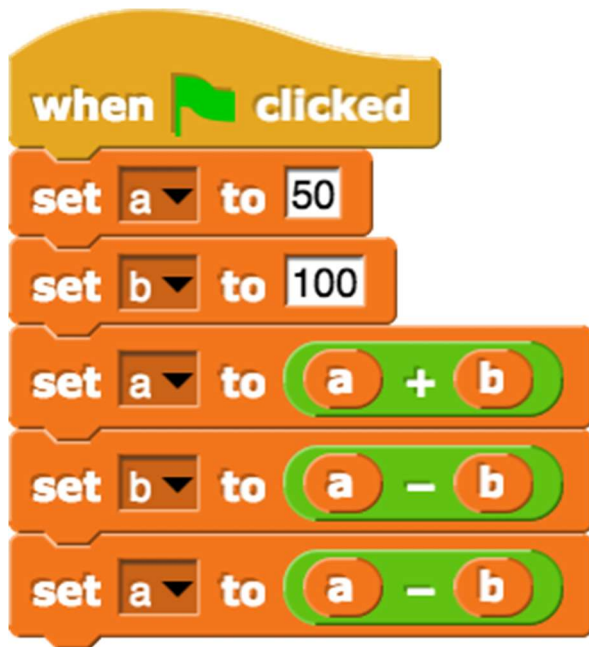 when clicked
set a to 50
set b to 100
set a to a + b
set b to a - b
set a to a - b